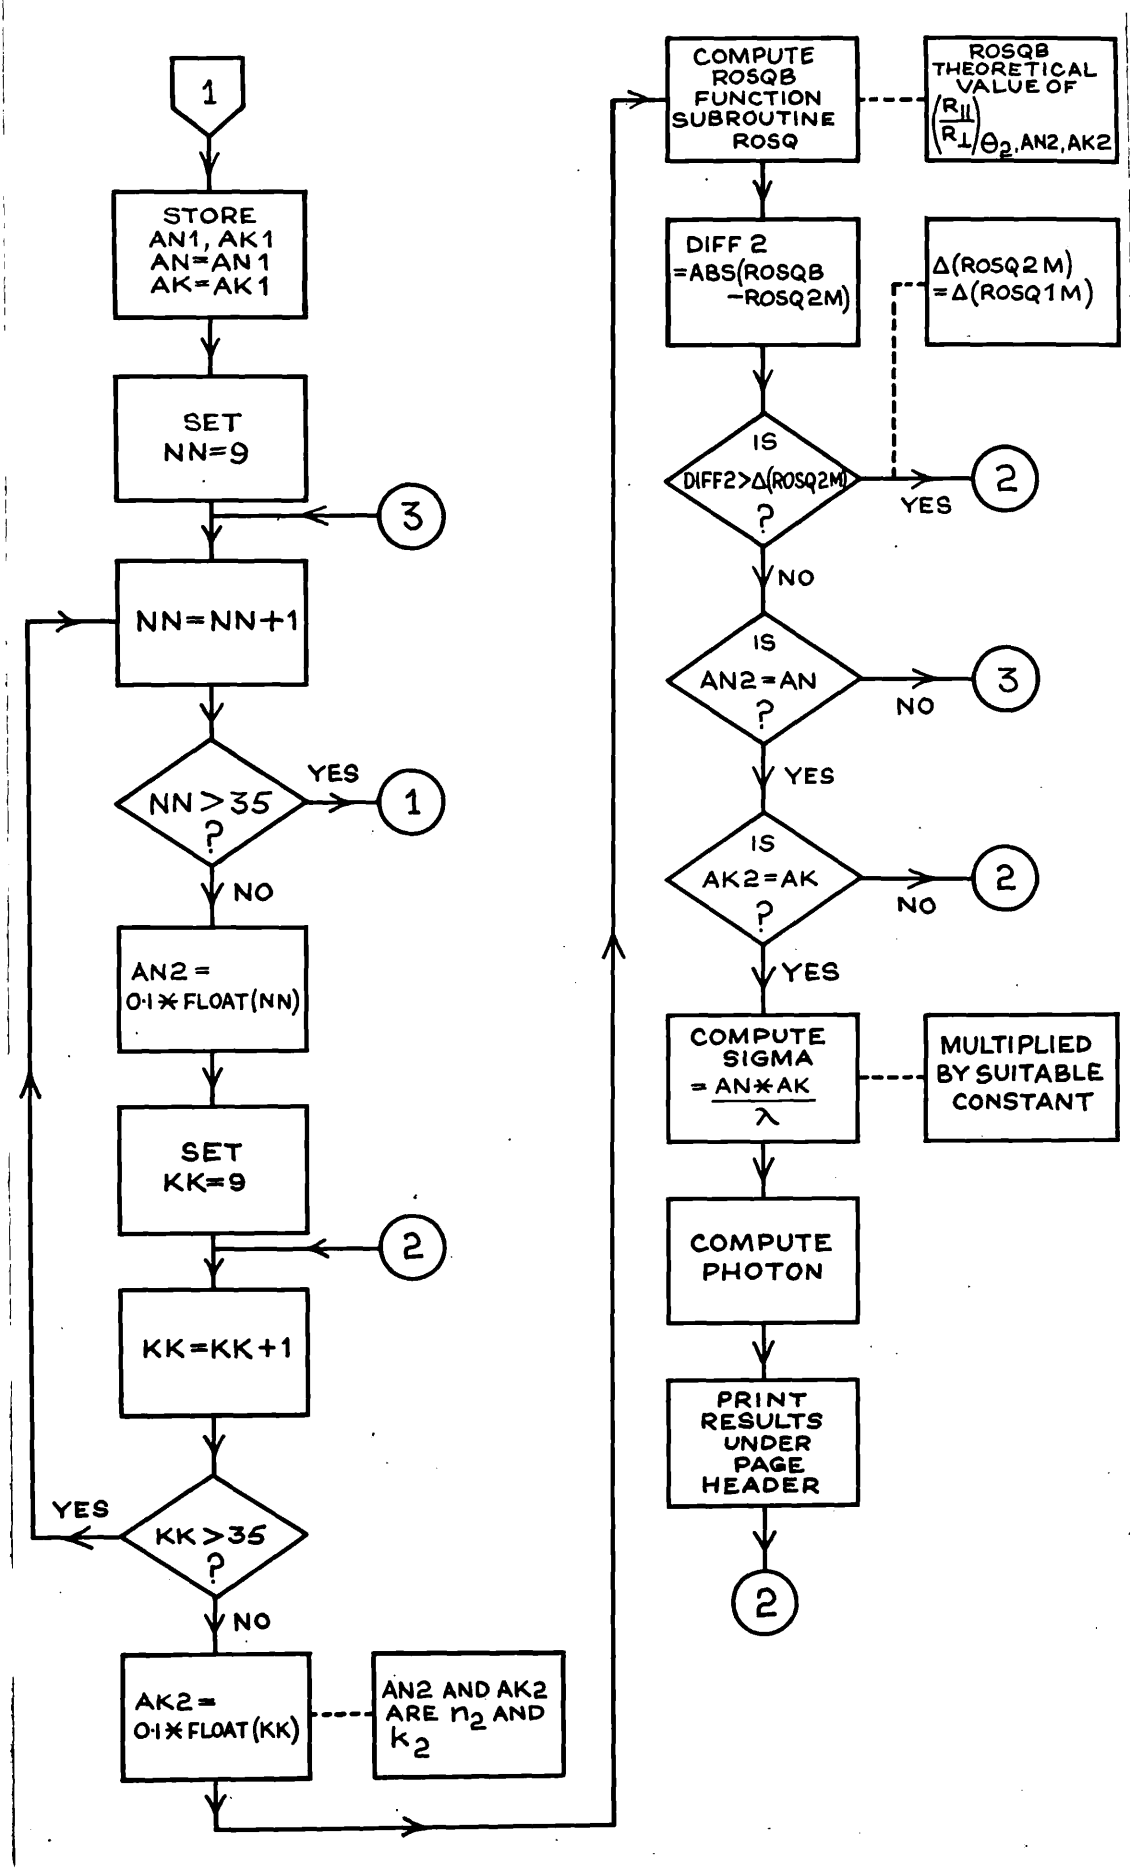 1
STORE
AN1, AK1
AN=AN1
AK=AK1
SET
NN=9
3
NN=NN+1
NN>35
?
YES
1
NO
AN2=
0·1*FLOAT(NN)
SET
KK=9
2
KK=KK+1
KK>35
?
YES
NO
AK2=
0·1*FLOAT(KK)
AN2 AND AK2
ARE n2 AND
k2
COMPUTE
ROSQB
FUNCTION
SUBROUTINE
ROSQ
ROSQB
THEORETICAL
VALUE OF
(R||/R⊥)θ2,AN2,AK2
DIFF 2
=ABS(ROSQB
-ROSQ2M)
Δ(ROSQ2M)
=Δ(ROSQ1M)
IS
DIFF2>Δ(ROSQ2M)
?
YES
2
NO
IS
AN2=AN
?
NO
3
YES
IS
AK2=AK
?
NO
2
YES
COMPUTE
SIGMA
=AN*AK
λ
MULTIPLIED
BY SUITABLE
CONSTANT
COMPUTE
PHOTON
PRINT
RESULTS
UNDER
PAGE
HEADER
2